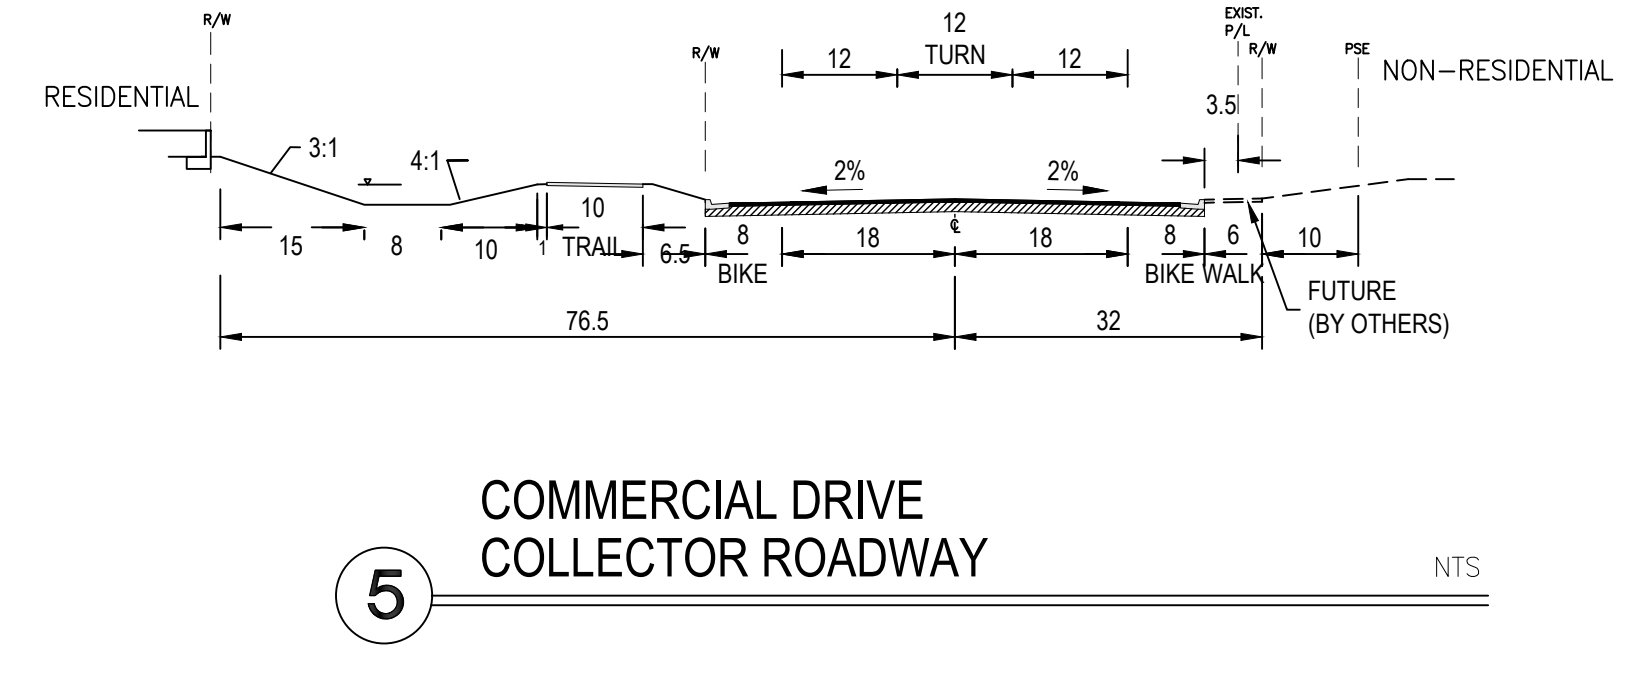 R/W
RESIDENTIAL
3:1
4:1
R/W
12
12
TURN
12
EXIST.
P/L
R/W
PSE
NON-RESIDENTIAL
3.5
2%
2%
15
8
10
1
10
TRAIL
6.5
8
BIKE
18
℄
18
8
BIKE
6
WALK
10
FUTURE
(BY OTHERS)
76.5
32
5
COMMERCIAL DRIVE
COLLECTOR ROADWAY
NTS